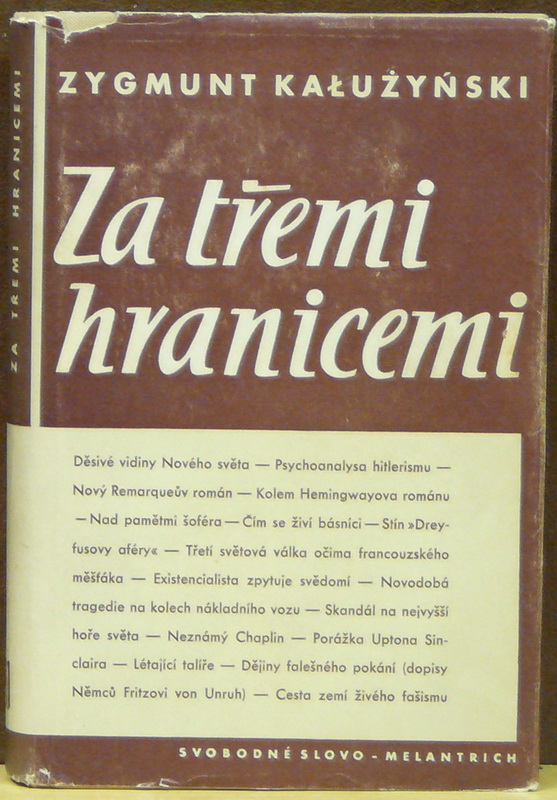 ZYGMUNT KAŁUŻYŃSKI
Za třemi
hranicemi
ZA TŘEMI HRANICEMI
Děsivé vidiny Nového světa — Psychoanalysa hitlerismu —
Nový Remarqueův román — Kolem Hemingwayova románu
— Nad pamětmi šoféra — Čím se živí básníci — Stín »Drey-
fusovy aféry« — Třetí světová válka očima francouzského
měšťáka — Existencialista zpytuje svědomí — Novodobá
tragedie na kolech nákladního vozu — Skandál na nejvyšší
hoře světa — Neznámý Chaplin — Porážka Uptona Sin-
claira — Létající talíře — Dějiny falešného pokání (dopisy
Němců Fritzovi von Unruh) — Cesta zemí živého fašismu
SVOBODNÉ SLOVO - MELANTRICH